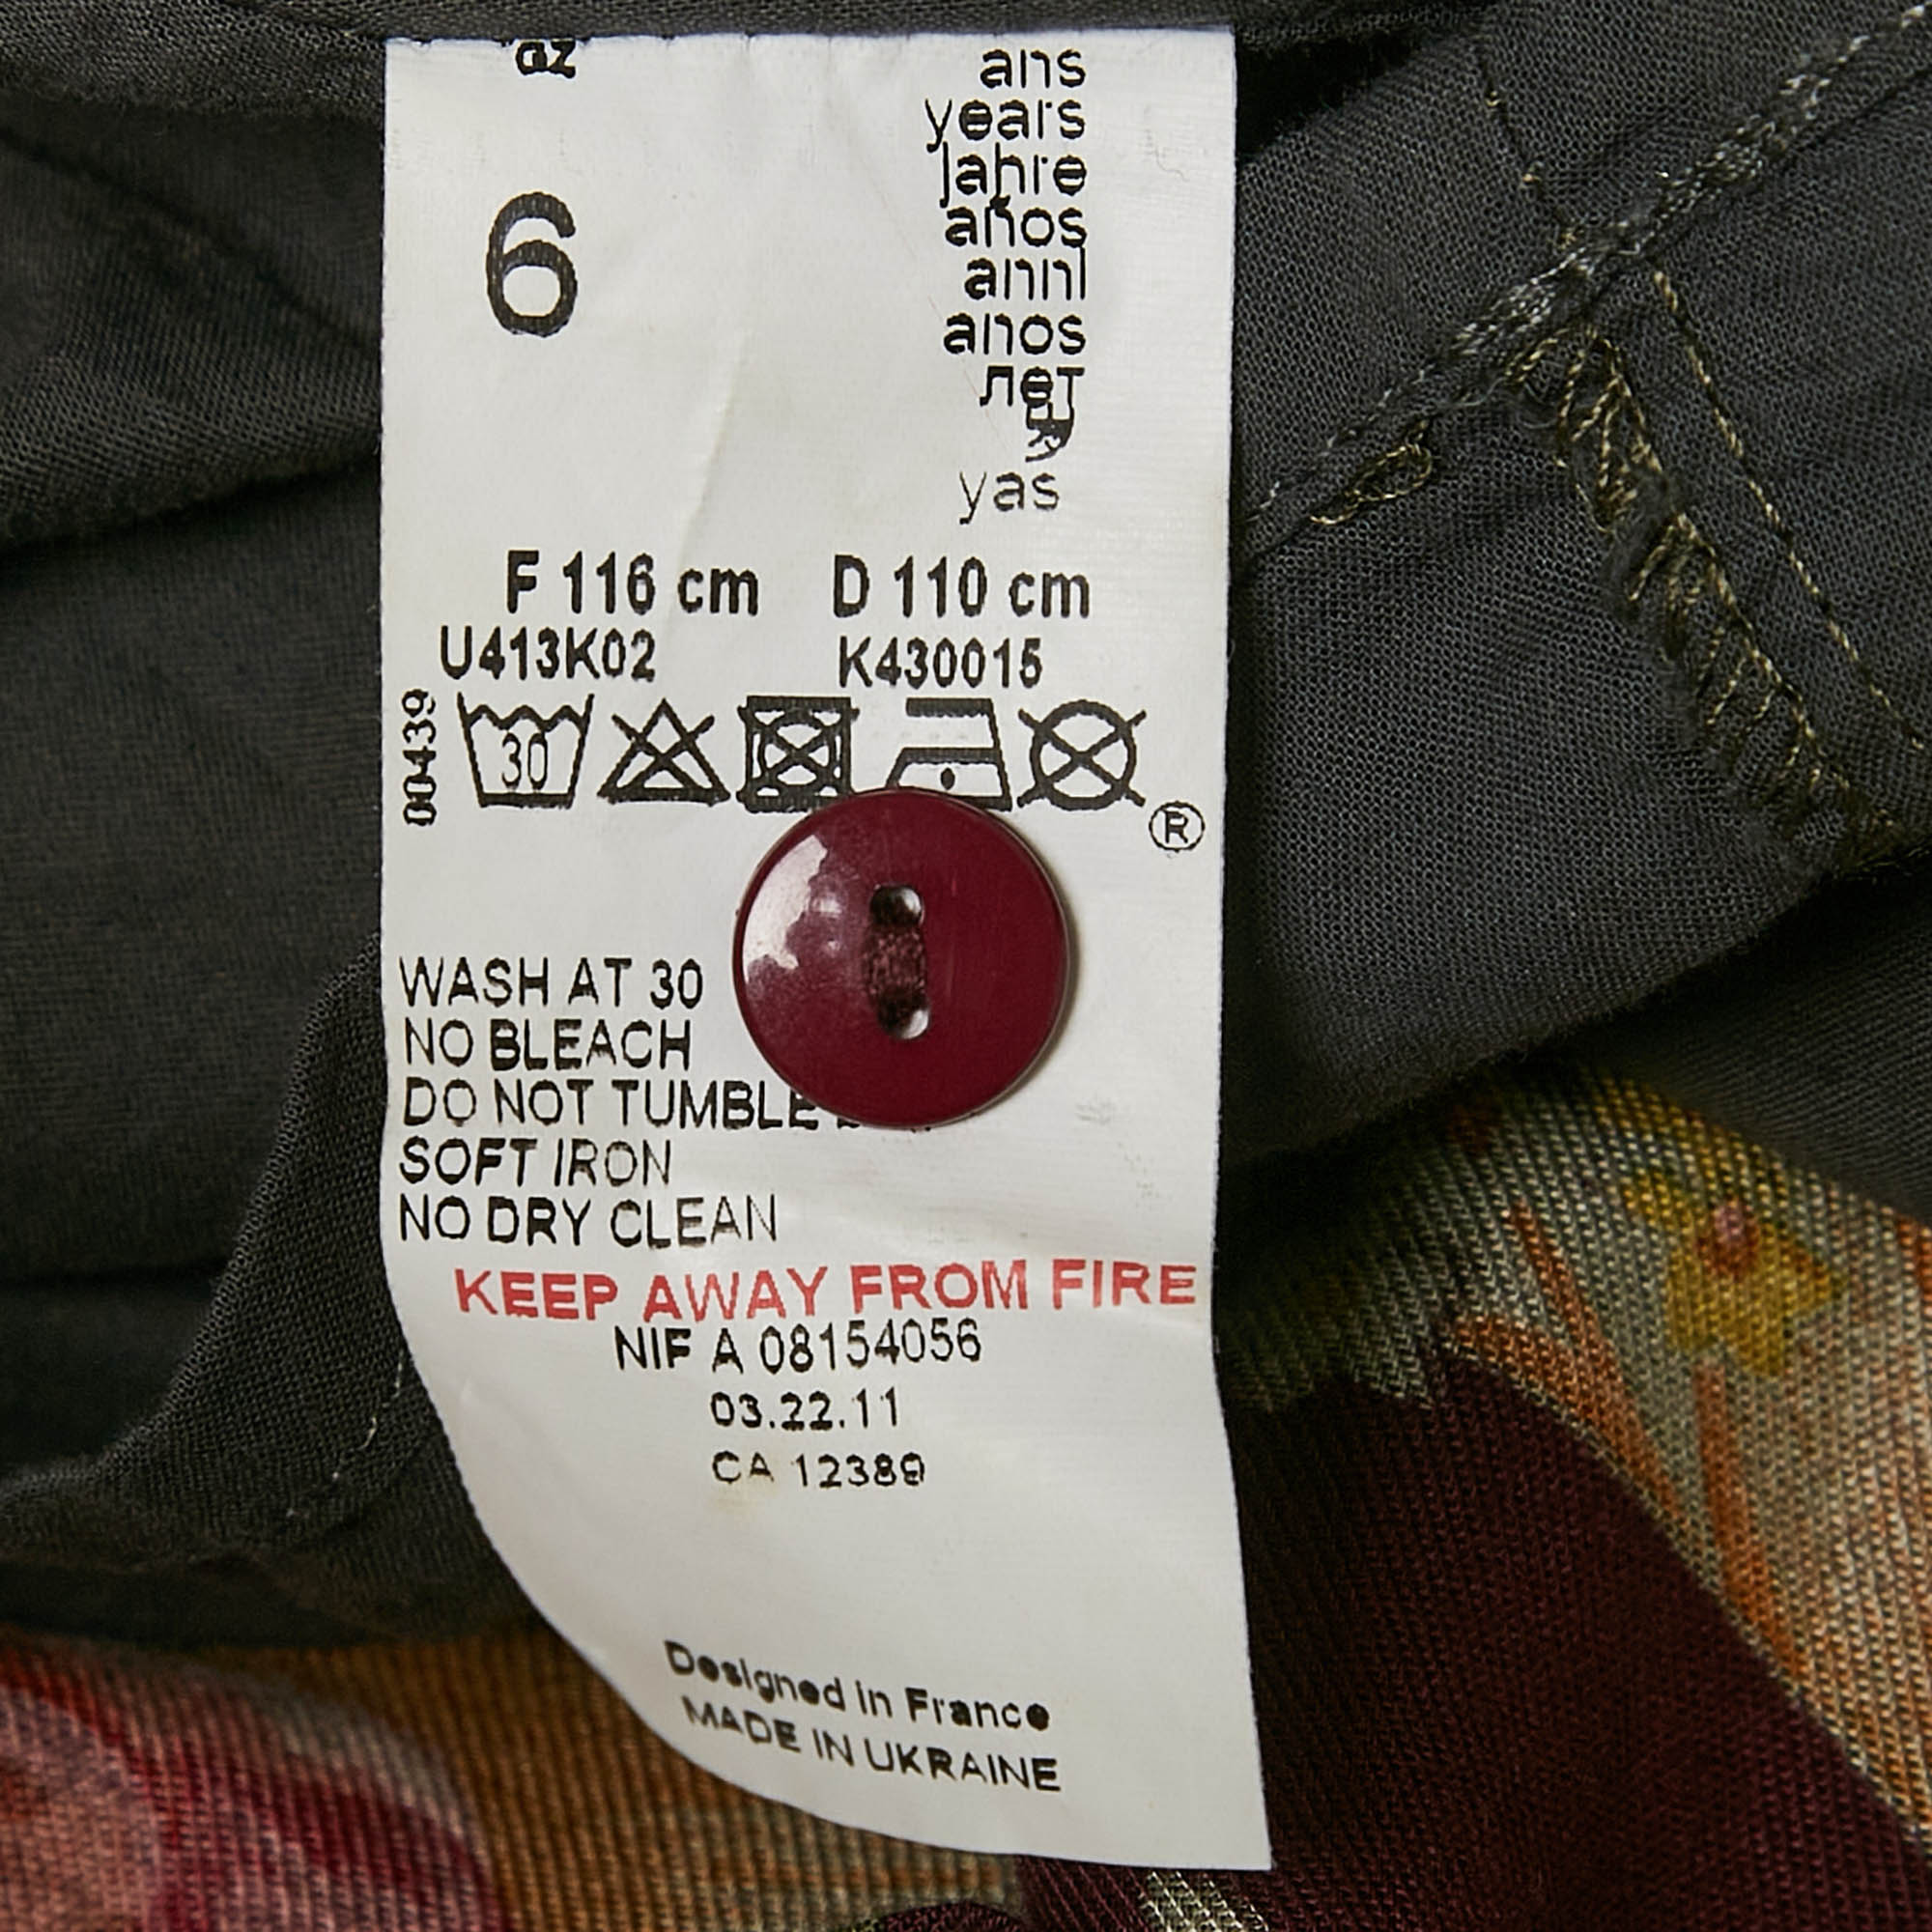 ans
years
Jahre
6
años
anni
anos
лет
yas
F 116 cm D 110 cm
U413K02 K430015
00439
30
®
WASH AT 30
NO BLEACH
DO NOT TUMBLE
SOFT IRON
NO DRY CLEAN
KEEP AWAY FROM FIRE
NIF A 08154056
03.22.11
CA 12389
Designed in France
MADE IN UKRAINE